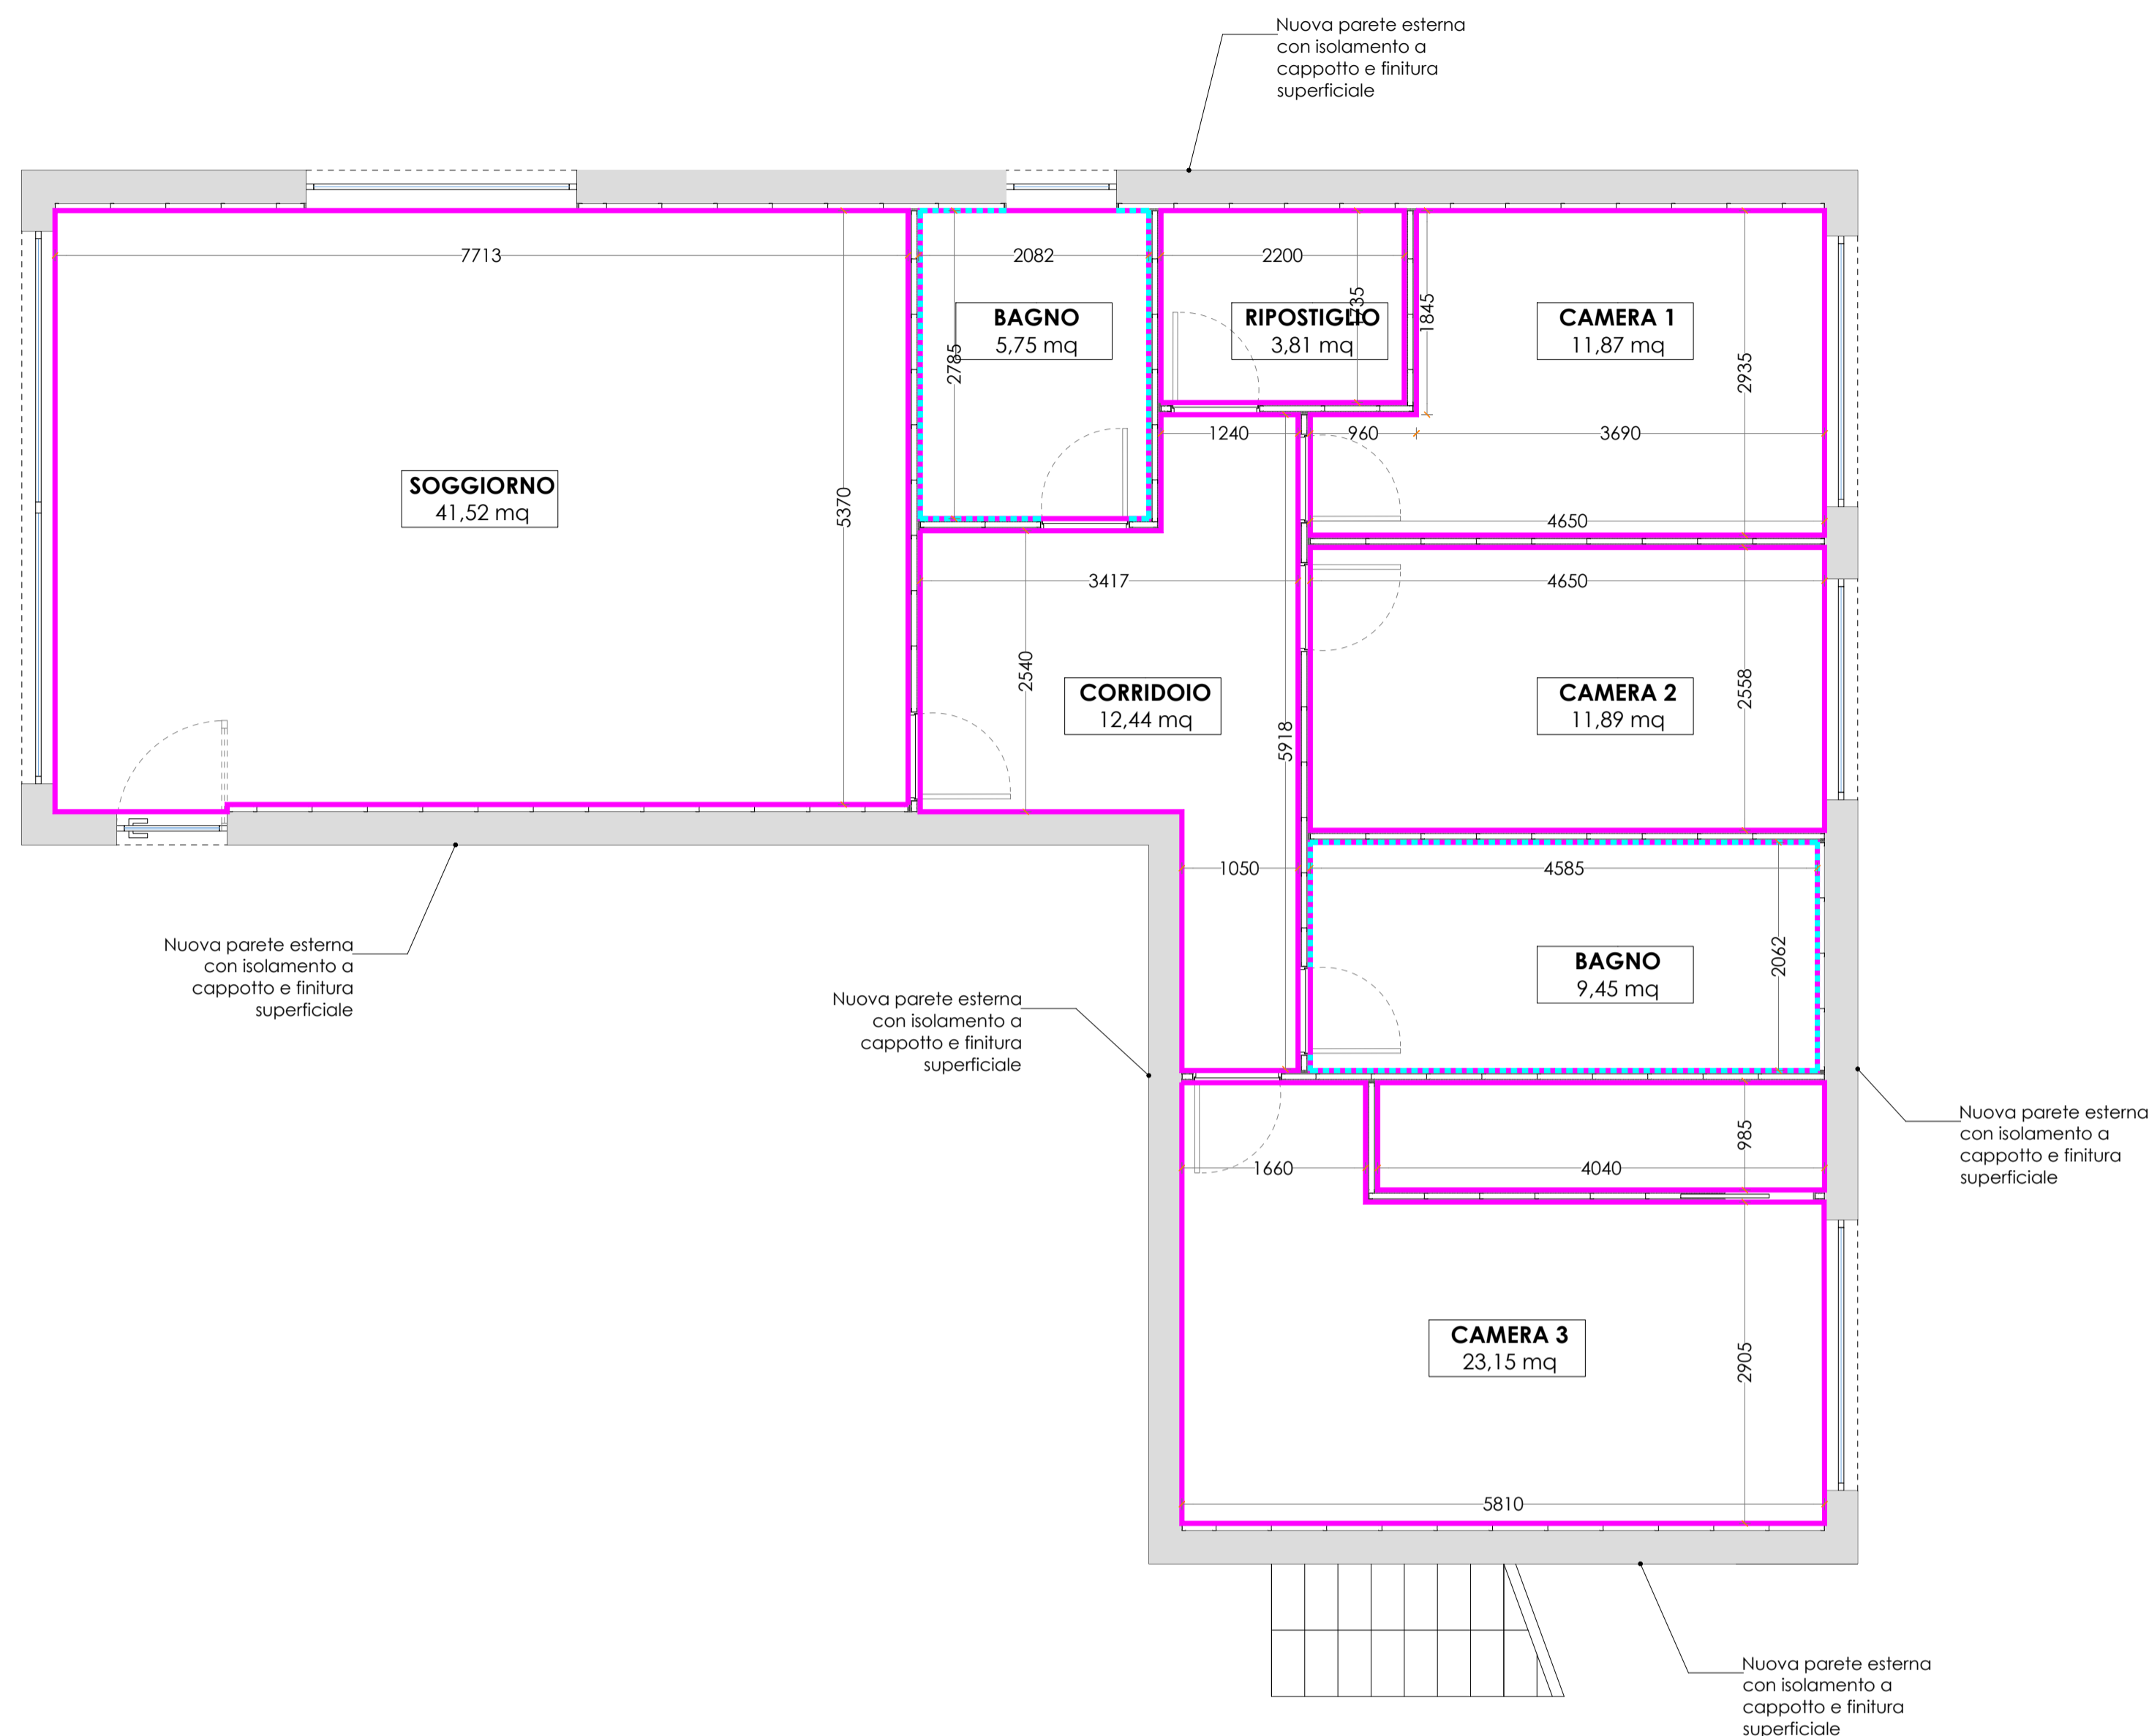 Nuova parete esterna
con isolamento a
cappotto e finitura
superficiale
7713
2082
2200
1735
1845
BAGNO
5,75 mq
RIPOSTIGLIO
3,81 mq
CAMERA 1
11,87 mq
2785
2935
1240
960
3690
SOGGIORNO
41,52 mq
5370
4650
3417
4650
2540
CORRIDOIO
12,44 mq
CAMERA 2
11,89 mq
2558
5918
1050
4585
Nuova parete esterna
con isolamento a
cappotto e finitura
superficiale
BAGNO
9,45 mq
2062
Nuova parete esterna
con isolamento a
cappotto e finitura
superficiale
Nuova parete esterna
con isolamento a
cappotto e finitura
superficiale
985
1660
4040
CAMERA 3
23,15 mq
2905
5810
Nuova parete esterna
con isolamento a
cappotto e finitura
superficiale